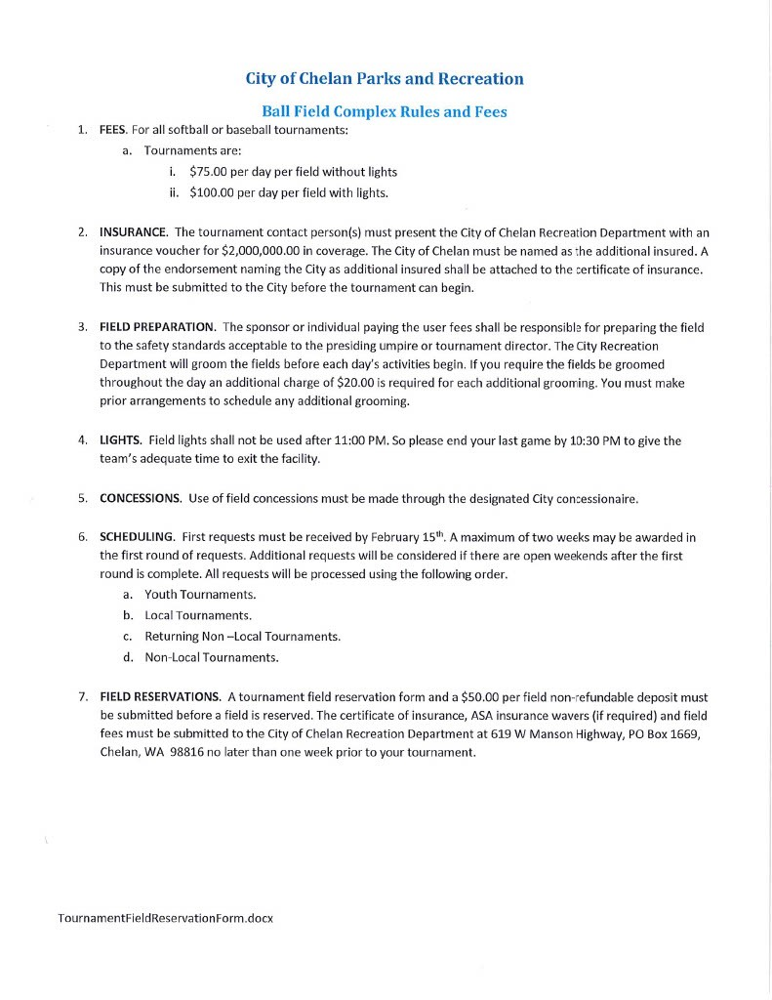 City of Chelan Parks and Recreation
Ball Field Complex Rules and Fees
1. FEES. For all softball or baseball tournaments:
a. Tournaments are:
i. $75.00 per day per field without lights
ii. $100.00 per day per field with lights.
2. INSURANCE. The tournament contact person(s) must present the City of Chelan Recreation Department with an
insurance voucher for $2,000,000.00 in coverage. The City of Chelan must be named as the additional insured. A
copy of the endorsement naming the City as additional insured shall be attached to the certificate of insurance.
This must be submitted to the City before the tournament can begin.
3. FIELD PREPARATION. The sponsor or individual paying the user fees shall be responsible for preparing the field
to the safety standards acceptable to the presiding umpire or tournament director. The City Recreation
Department will groom the fields before each day's activities begin. If you require the fields be groomed
throughout the day an additional charge of $20.00 is required for each additional grooming. You must make
prior arrangements to schedule any additional grooming.
4. LIGHTS. Field lights shall not be used after 11:00 PM. So please end your last game by 10:30 PM to give the
team's adequate time to exit the facility.
5. CONCESSIONS. Use of field concessions must be made through the designated City concessionaire.
6. SCHEDULING. First requests must be received by February 15th. A maximum of two weeks may be awarded in
the first round of requests. Additional requests will be considered if there are open weekends after the first
round is complete. All requests will be processed using the following order.
a. Youth Tournaments.
b. Local Tournaments.
c. Returning Non –Local Tournaments.
d. Non-Local Tournaments.
7. FIELD RESERVATIONS. A tournament field reservation form and a $50.00 per field non-refundable deposit must
be submitted before a field is reserved. The certificate of insurance, ASA insurance wavers (if required) and field
fees must be submitted to the City of Chelan Recreation Department at 619 W Manson Highway, PO Box 1669,
Chelan, WA 98816 no later than one week prior to your tournament.
TournamentFieldReservationForm.docx